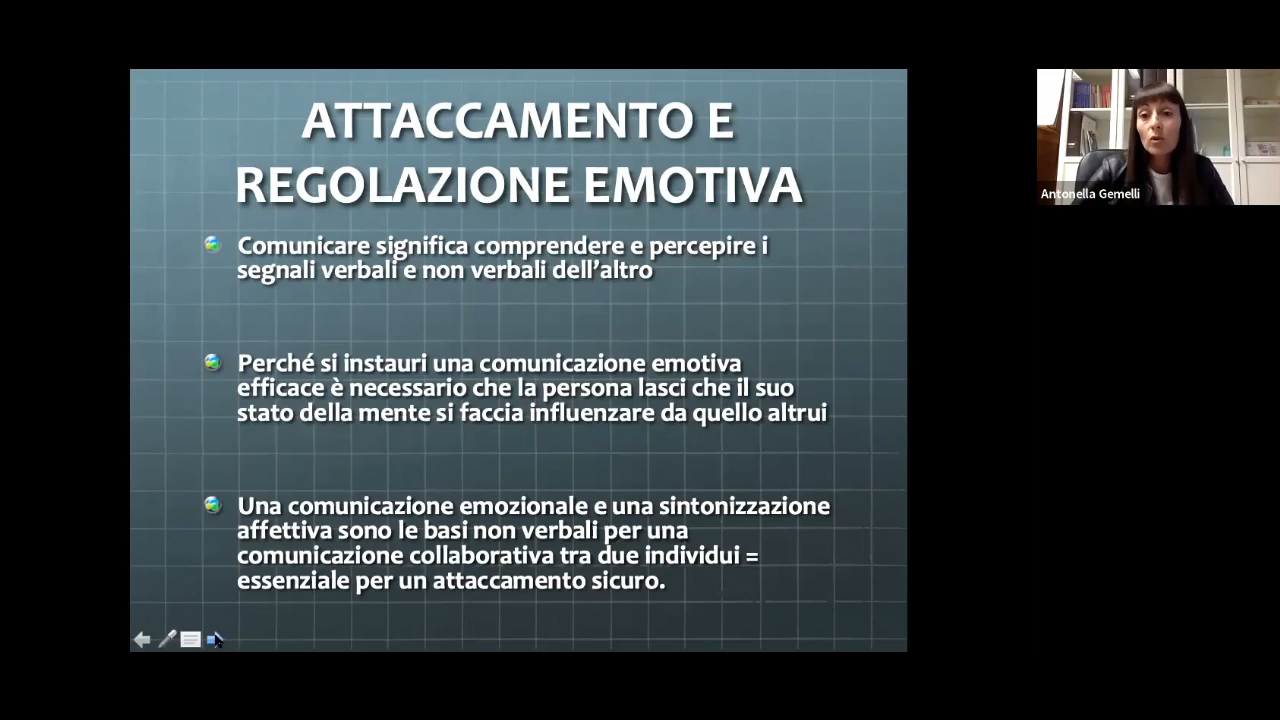 ATTACCAMENTO E
REGOLAZIONE EMOTIVA
Comunicare significa comprendere e percepire i
segnali verbali e non verbali dell’altro
Perché si instauri una comunicazione emotiva
efficace è necessario che la persona lasci che il suo
stato della mente si faccia influenzare da quello altrui
Una comunicazione emozionale e una sintonizzazione
affettiva sono le basi non verbali per una
comunicazione collaborativa tra due individui =
essenziale per un attaccamento sicuro.
Antonella Gemelli